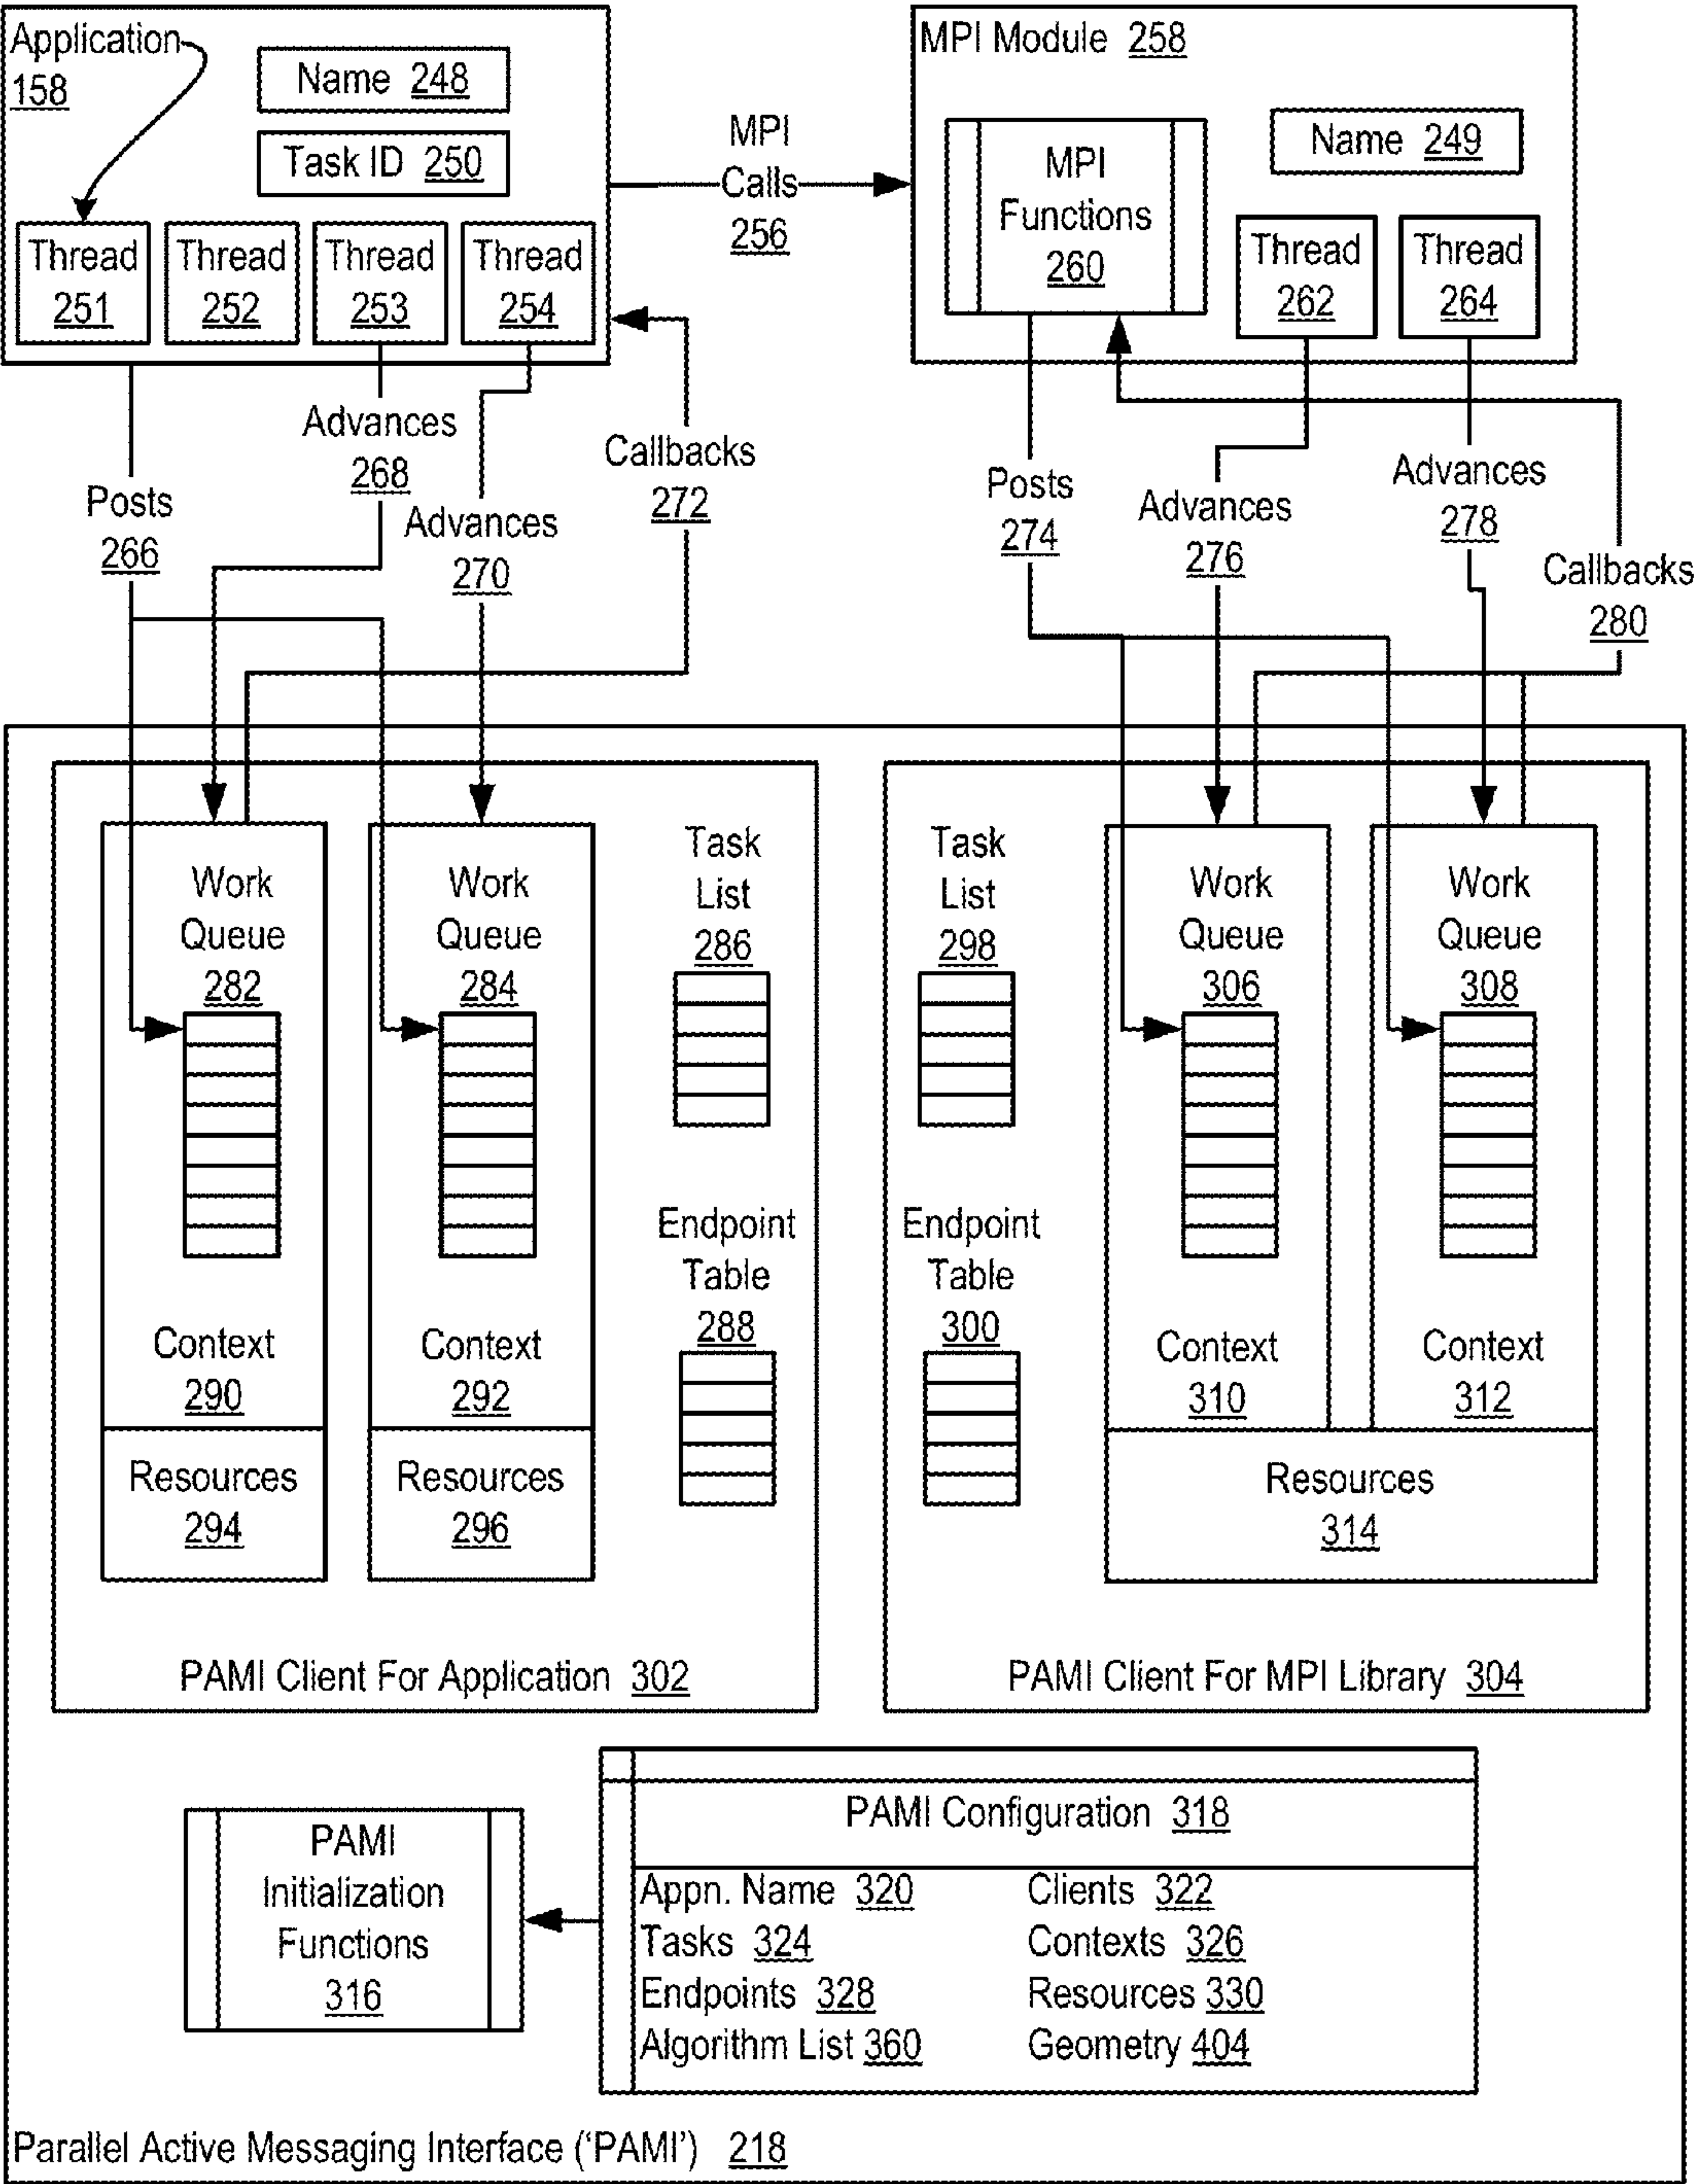 Application
158
Name 248
Task ID 250
Thread
251
Thread
252
Thread
253
Thread
254
MPI
Calls
256
MPI Module 258
MPI
Functions
260
Name 249
Thread
262
Thread
264
Posts
266
Advances
268
Advances
270
Callbacks
272
Posts
274
Advances
276
Advances
278
Callbacks
280
Work
Queue
282
Context
290
Resources
294
Work
Queue
284
Context
292
Resources
296
Task
List
286
Endpoint
Table
288
PAMI Client For Application 302
Task
List
298
Endpoint
Table
300
Work
Queue
306
Context
310
Work
Queue
308
Context
312
Resources
314
PAMI Client For MPI Library 304
PAMI
Initialization
Functions
316
PAMI Configuration 318
Appn. Name 320 Clients 322
Tasks 324 Contexts 326
Endpoints 328 Resources 330
Algorithm List 360 Geometry 404
Parallel Active Messaging Interface (‘PAMI’) 218